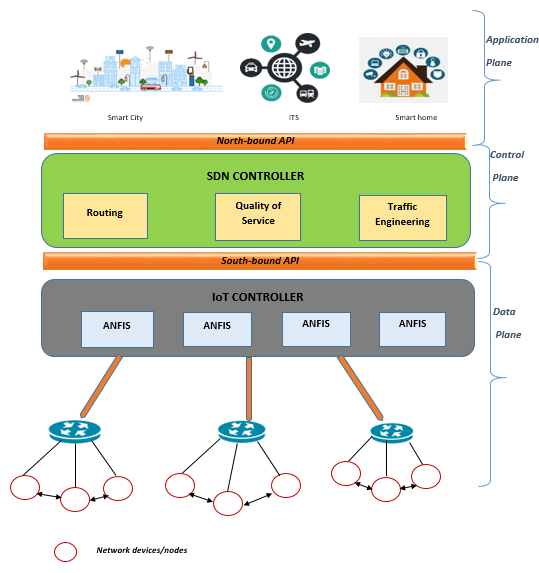 Application
Plane
Smart City
ITS
Smart home
North-bound API
Control
Plane
SDN CONTROLLER
Routing
Quality of
Service
Traffic
Engineering
South-bound API
IoT CONTROLLER
ANFIS
ANFIS
ANFIS
ANFIS
Data
Plane
Network devices/nodes